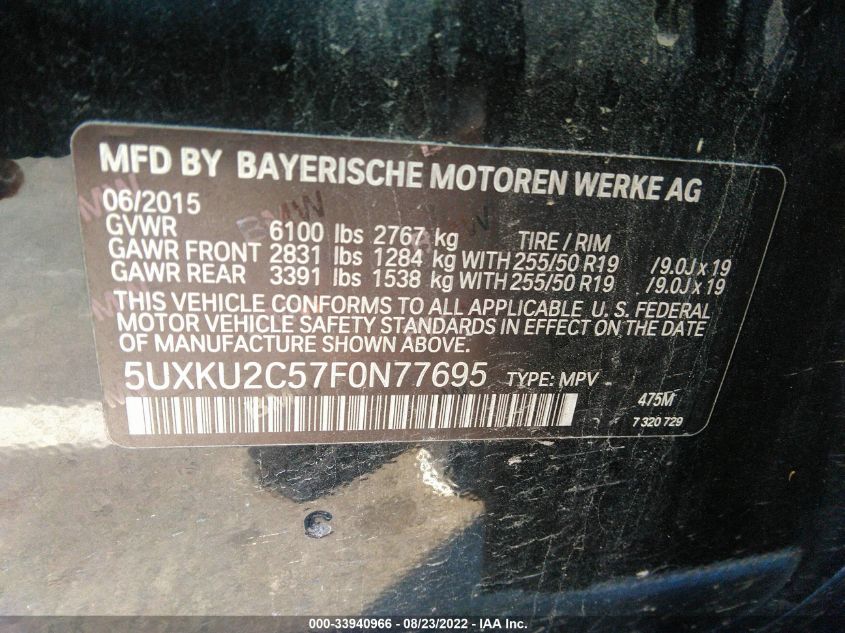 MFD BY BAYERISCHE MOTOREN WERKE AG
06/2015
GVWR 6100 lbs 2767 kg TIRE / RIM
GAWR FRONT 2831 lbs 1284 kg WITH 255/50 R19 /9.0J x 19
GAWR REAR 3391 lbs 1538 kg WITH 255/50 R19 /9.0J x 19
THIS VEHICLE CONFORMS TO ALL APPLICABLE U.S. FEDERAL
MOTOR VEHICLE SAFETY STANDARDS IN EFFECT ON THE DATE
OF MANUFACTURE SHOWN ABOVE.
5UXKU2C57F0N77695 TYPE: MPV 475M
7 320 729
000-33940966 - 08/23/2022 - IAA Inc.